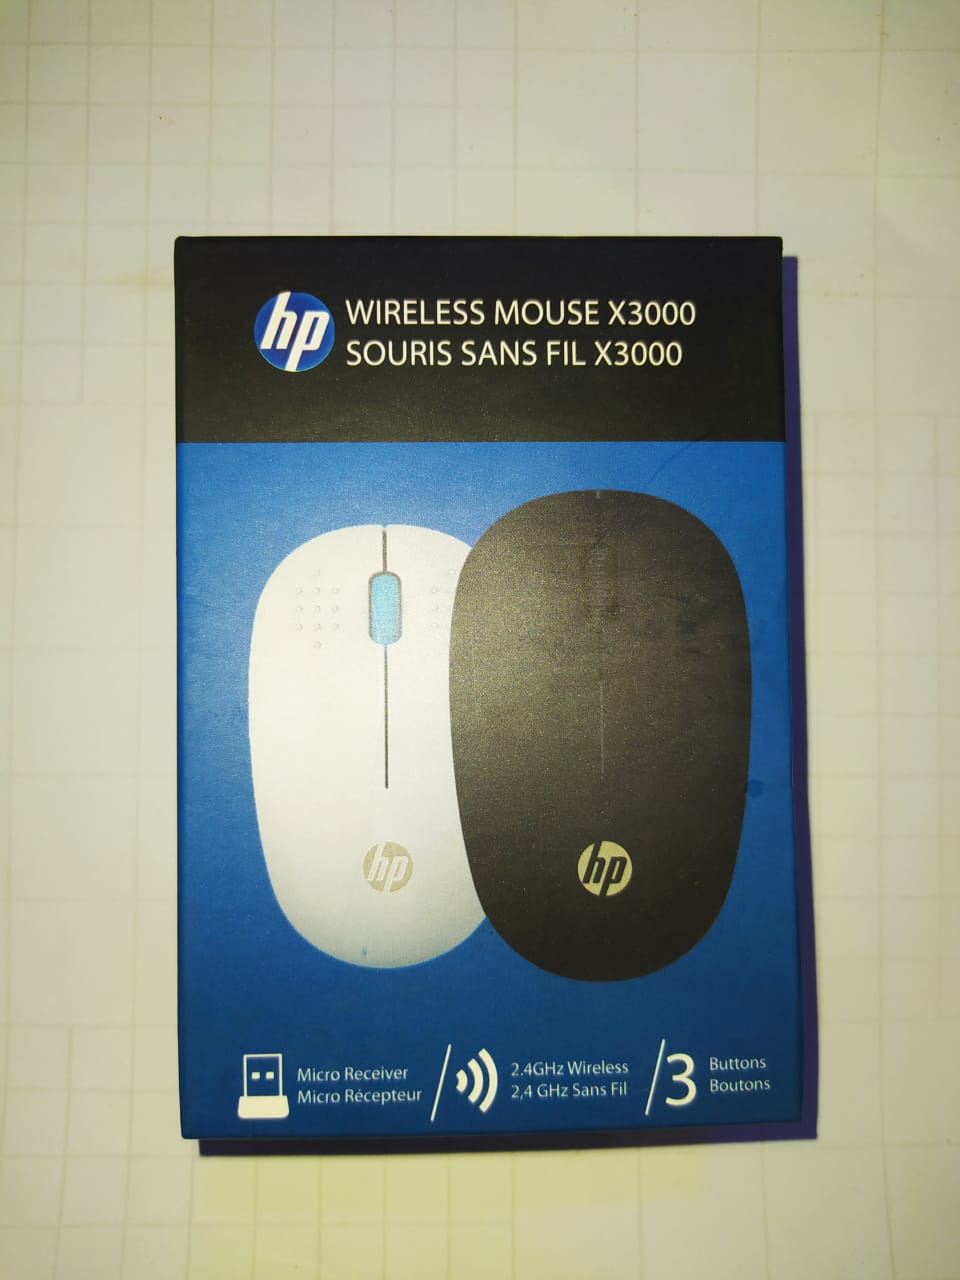 hp
WIRELESS MOUSE X3000
SOURIS SANS FIL X3000
hp
hp
Micro Receiver
Micro Récepteur
2.4GHz Wireless
2,4 GHz Sans Fil
3
Buttons
Boutons